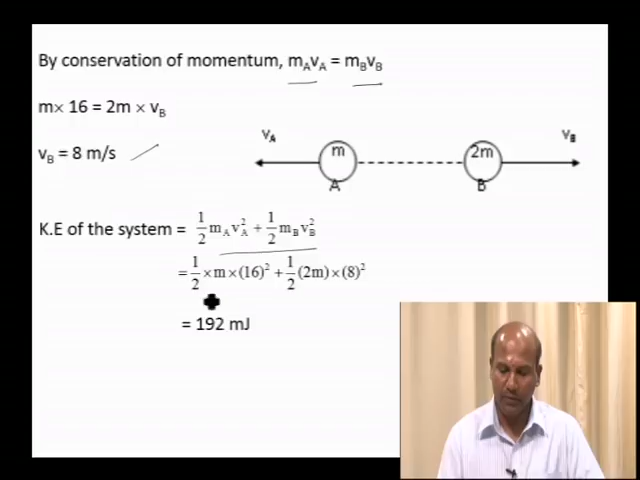 By conservation of momentum, mAvA = mBvB
m× 16 = 2m × vB
vB = 8 m/s
vA
vB
m
2m
A
B
K.E of the system = 1/2 mAvA² + 1/2 mBvB²
= 1/2 ×m×(16)² + 1/2 (2m)×(8)²
= 192 mJ